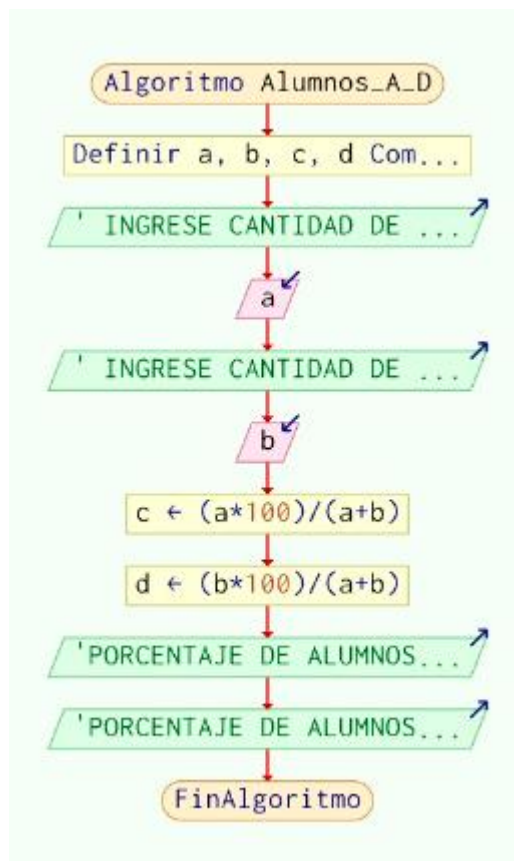 Algoritmo Alumnos_A_D
Definir a, b, c, d Com...
' INGRESE CANTIDAD DE ...
a
' INGRESE CANTIDAD DE ...
b
c ← (a*100)/(a+b)
d ← (b*100)/(a+b)
'PORCENTAJE DE ALUMNOS...
'PORCENTAJE DE ALUMNOS...
FinAlgoritmo